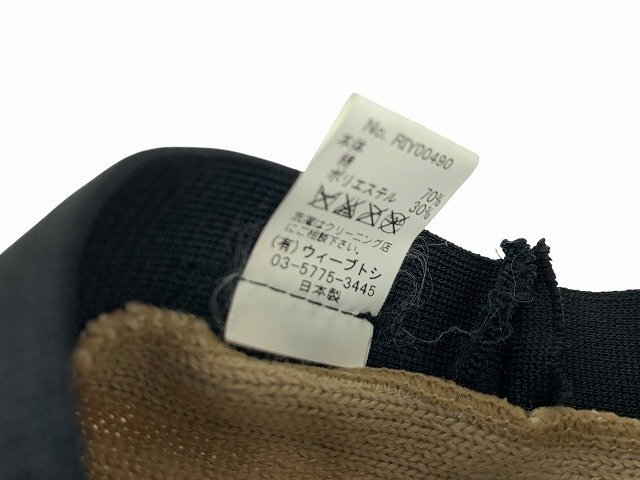 No. RIY00490
本体
綿 70%
ポリエステル 30%
洗濯はクリーニング店
にご相談下さい。
(有)ウィーブトシ
03-5775-3445
日本製